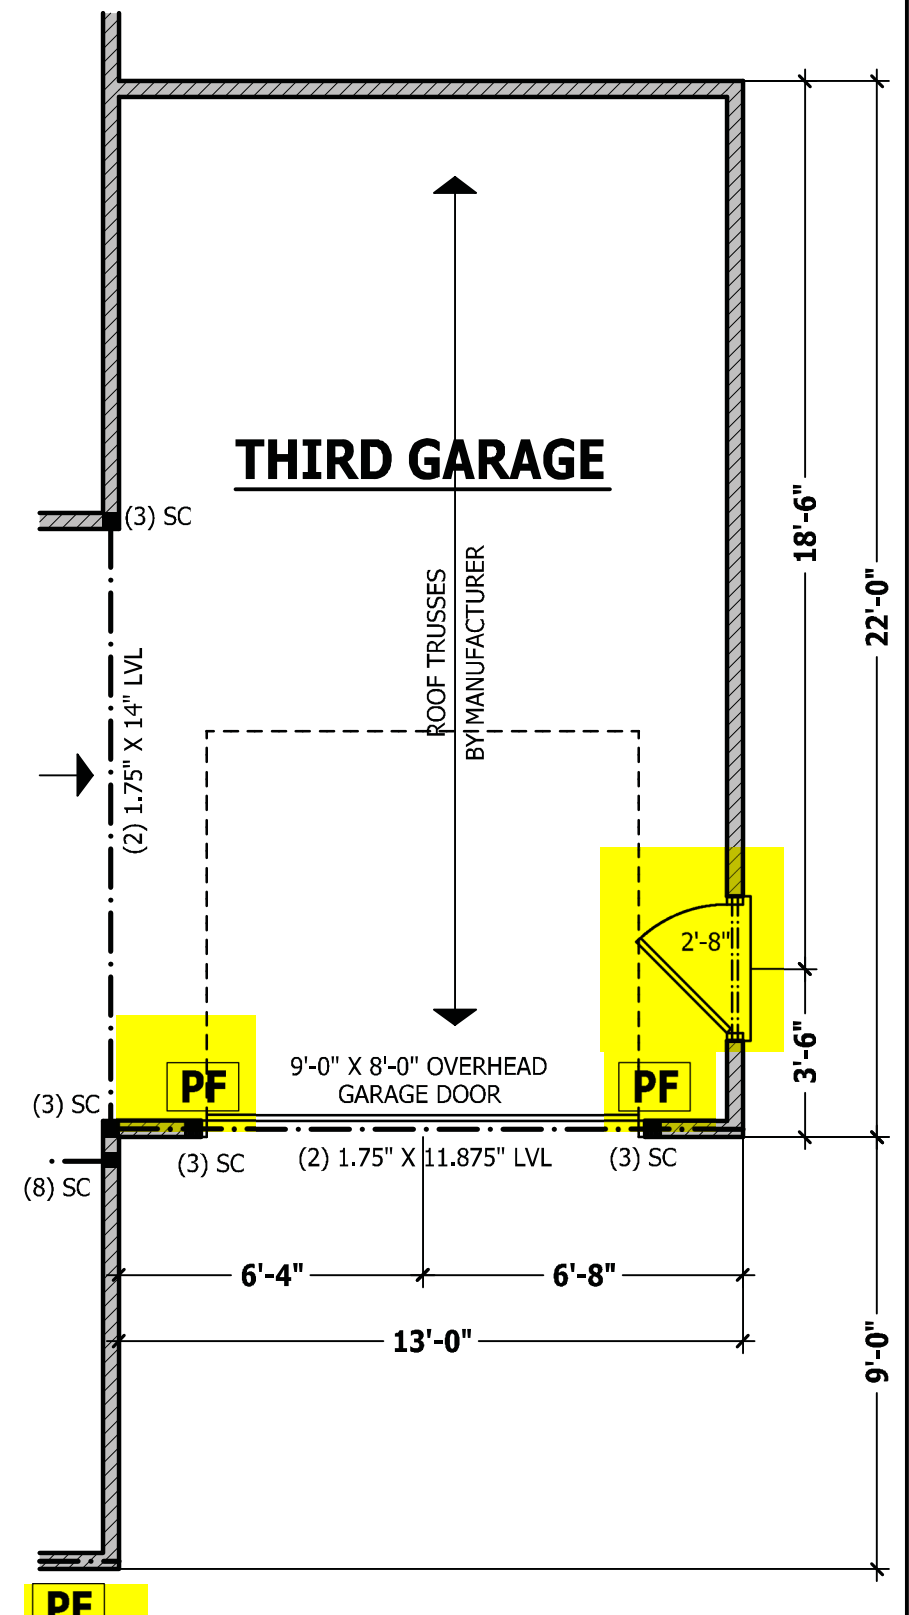 (3) SC
THIRD GARAGE
18'-6"
22'-0"
ROOF TRUSSES
BY MANUFACTURER
(2) 1.75" X 14" LVL
2'-8"
3'-6"
9'-0" X 8'-0" OVERHEAD
GARAGE DOOR
PF
PF
(3) SC
(3) SC
(2) 1.75" X 11.875" LVL
(3) SC
(8) SC
6'-4"
6'-8"
13'-0"
9'-0"
PF